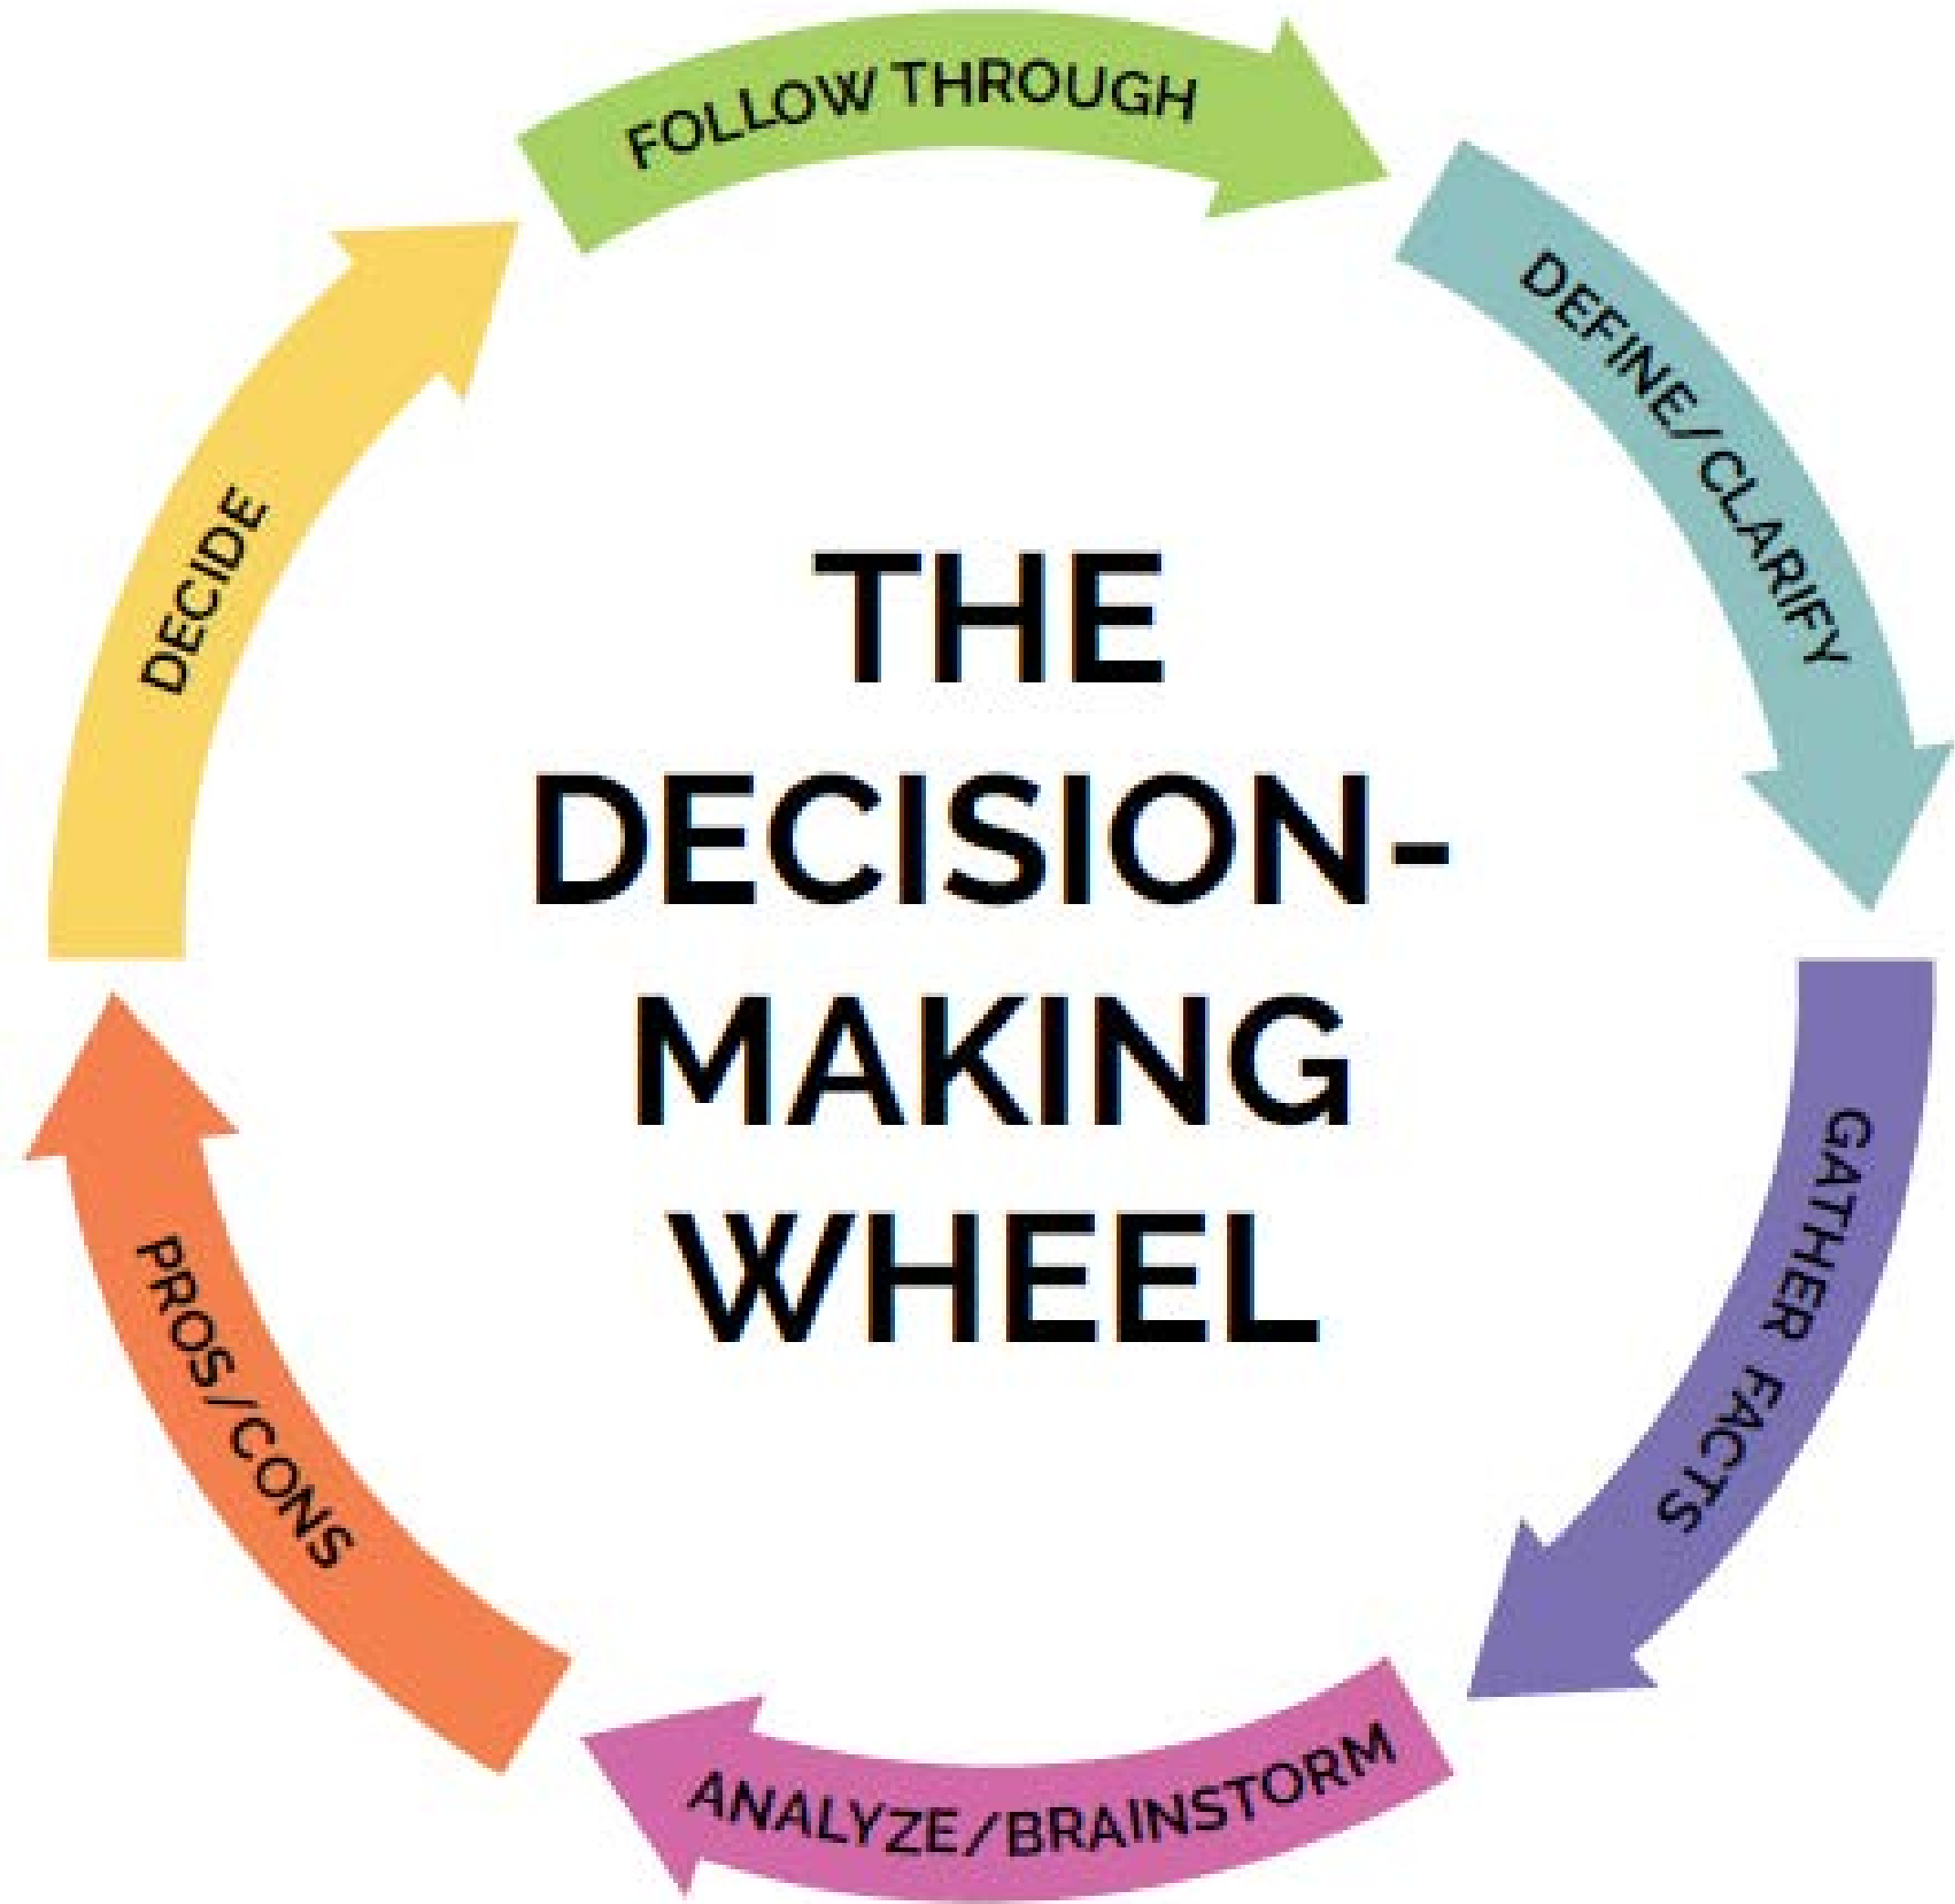 FOLLOW THROUGH
DEFINE/CLARIFY
GATHER FACTS
ANALYZE/BRAINSTORM
PROS/CONS
DECIDE
THE
DECISION-
MAKING
WHEEL